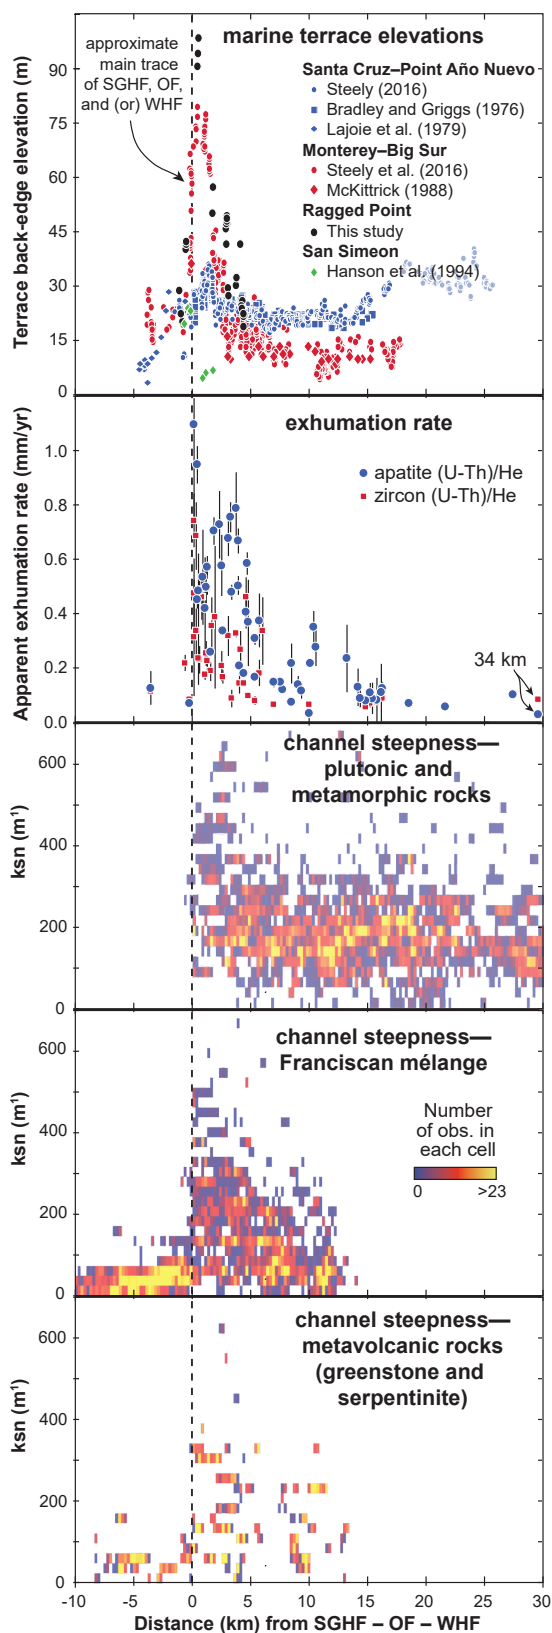 marine terrace elevations
approximate
main trace
of SGHF, OF,
and (or) WHF
Santa Cruz–Point Año Nuevo
Steely (2016)
Bradley and Griggs (1976)
Lajoie et al. (1979)
Monterey–Big Sur
Steely et al. (2016)
McKittrick (1988)
Ragged Point
This study
San Simeon
Hanson et al. (1994)
Terrace back-edge elevation (m)
90
75
60
45
30
15
0
exhumation rate
apatite (U-Th)/He
zircon (U-Th)/He
34 km
Apparent exhumation rate (mm/yr)
1.0
0.8
0.6
0.4
0.2
0.0
channel steepness—
plutonic and
metamorphic rocks
ksn (m¹)
600
400
200
0
channel steepness—
Franciscan mélange
Number
of obs. in
each cell
0 >23
ksn (m¹)
600
400
200
0
channel steepness—
metavolcanic rocks
(greenstone and
serpentinite)
ksn (m¹)
600
400
200
0
-10 -5 0 5 10 15 20 25 30
Distance (km) from SGHF – OF – WHF